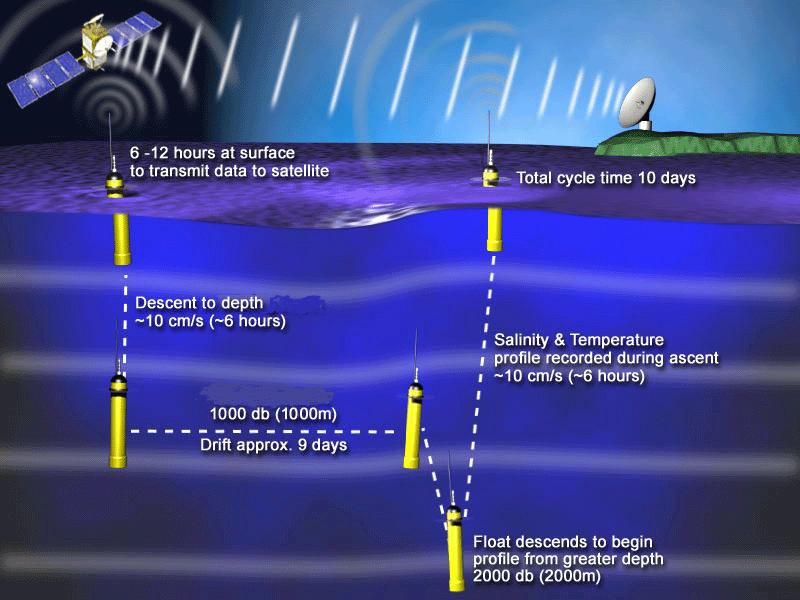 6 -12 hours at surface
to transmit data to satellite
Total cycle time 10 days
Descent to depth
~10 cm/s (~6 hours)
Salinity & Temperature
profile recorded during ascent
~10 cm/s (~6 hours)
1000 db (1000m)
Drift approx. 9 days
Float descends to begin
profile from greater depth
2000 db (2000m)